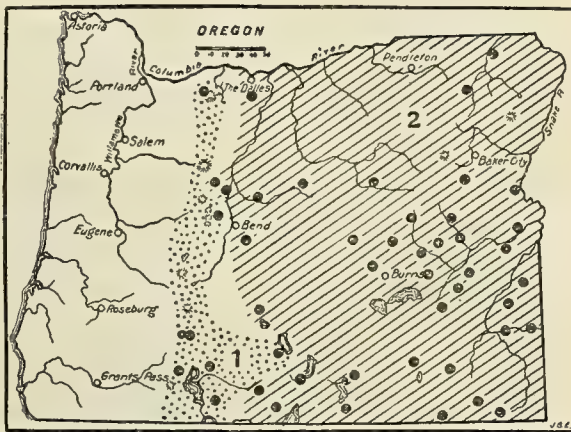 OREGON
Astoria
River
Columbia
River
Pendleton
Portland
The Dalles
Snake R
2
Willamette
Salem
Baker City
Corvallis
Eugene
Bend
Burns
Roseburg
1
Grants Pass